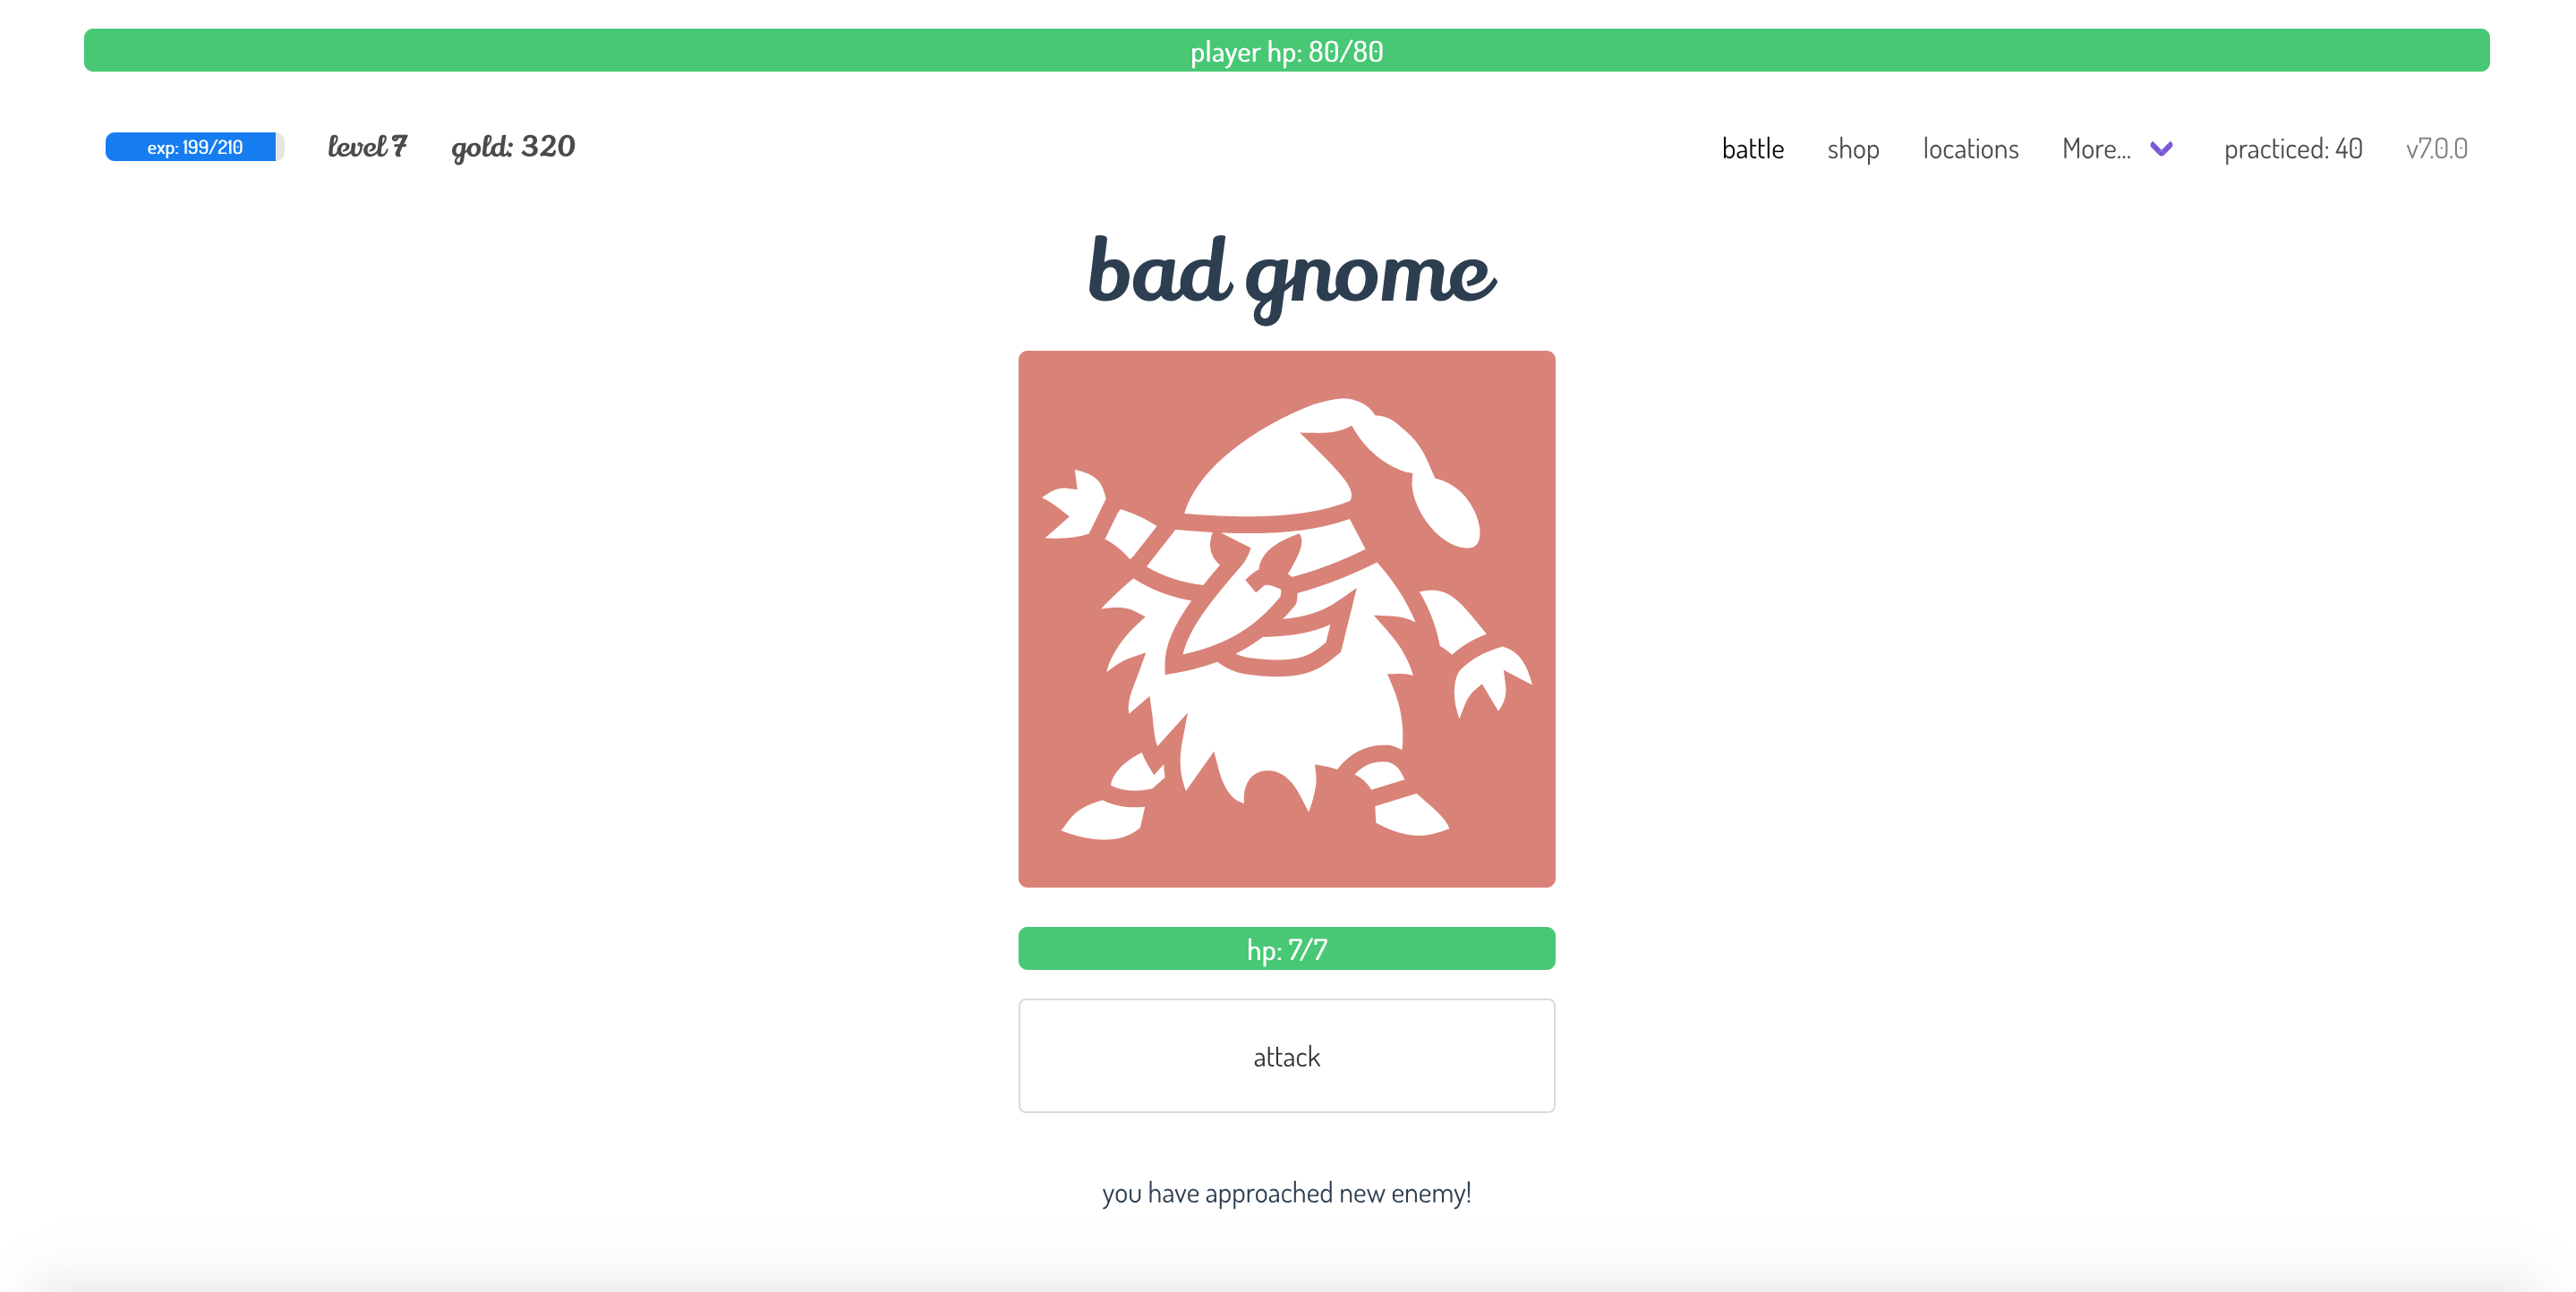 player hp: 80/80
exp: 199/210 level 7 gold: 320 battle shop locations More... practiced: 40 v7.0.0
bad gnome
hp: 7/7
attack
you have approached new enemy!